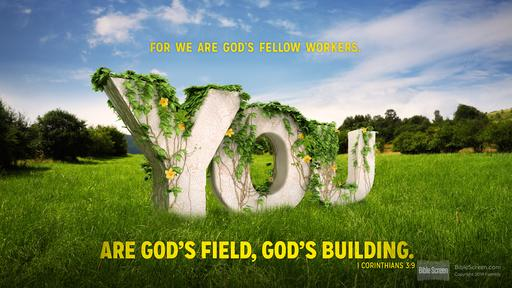 FOR WE ARE GOD'S FELLOW WORKERS.
YOU
ARE GOD'S FIELD, GOD'S BUILDING.
1 CORINTHIANS 3:9
Bible Screen
BibleScreen.com